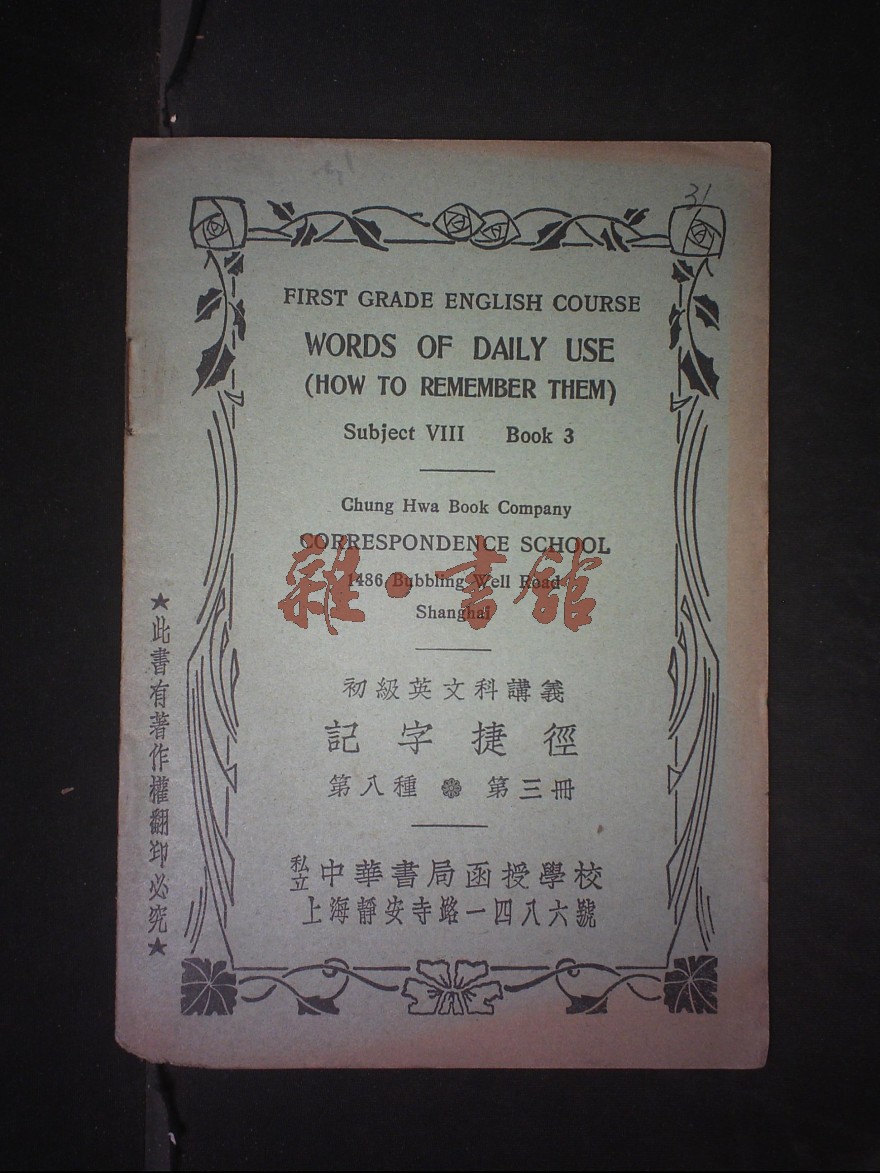 31
FIRST GRADE ENGLISH COURSE
WORDS OF DAILY USE
(HOW TO REMEMBER THEM)
Subject VIII Book 3
Chung Hwa Book Company
CORRESPONDENCE SCHOOL
1486 Bubbling Well Road
Shanghai
雜·書館
初級英文科講義
記字捷徑
第八種 第三冊
私立中華書局函授學校
上海靜安寺路一四八六號
★此書有著作權翻印必究★